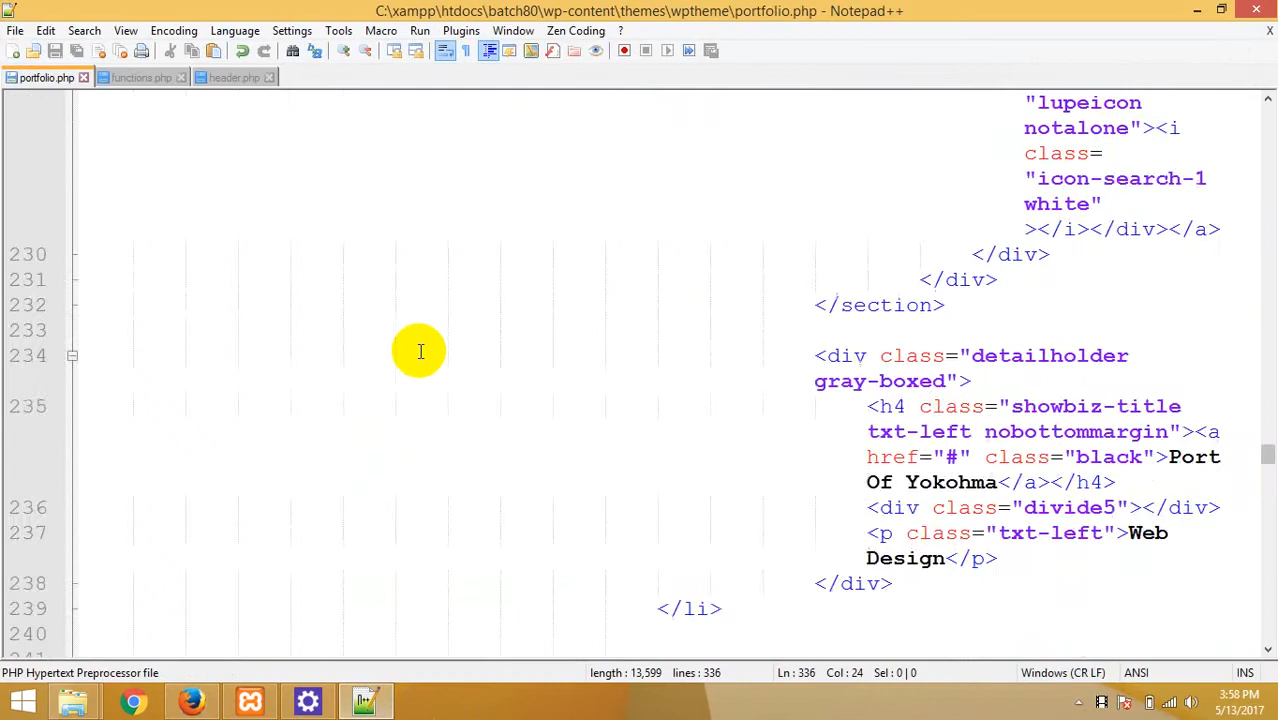 C:\xampp\htdocs\batch80\wp-content\themes\wptheme\portfolio.php - Notepad++
File Edit Search View Encoding Language Settings Tools Macro Run Plugins Window Zen Coding ? X
portfolio.php functions.php header.php
"lupeicon
notalone"><i
class=
"icon-search-1
white"
></i></div></a>
230 </div>
231 </div>
232 </section>
233
234 <div class="detailholder
gray-boxed">
235 <h4 class="showbiz-title
txt-left nobottommargin"><a
href="#" class="black">Port
Of Yokohma</a></h4>
236 <div class="divide5"></div>
237 <p class="txt-left">Web
Design</p>
238 </div>
239 </li>
240
241
PHP Hypertext Preprocessor file length : 13,599 lines : 336 Ln : 336 Col : 24 Sel : 0 | 0 Windows (CR LF) ANSI INS
3:58 PM
5/13/2017